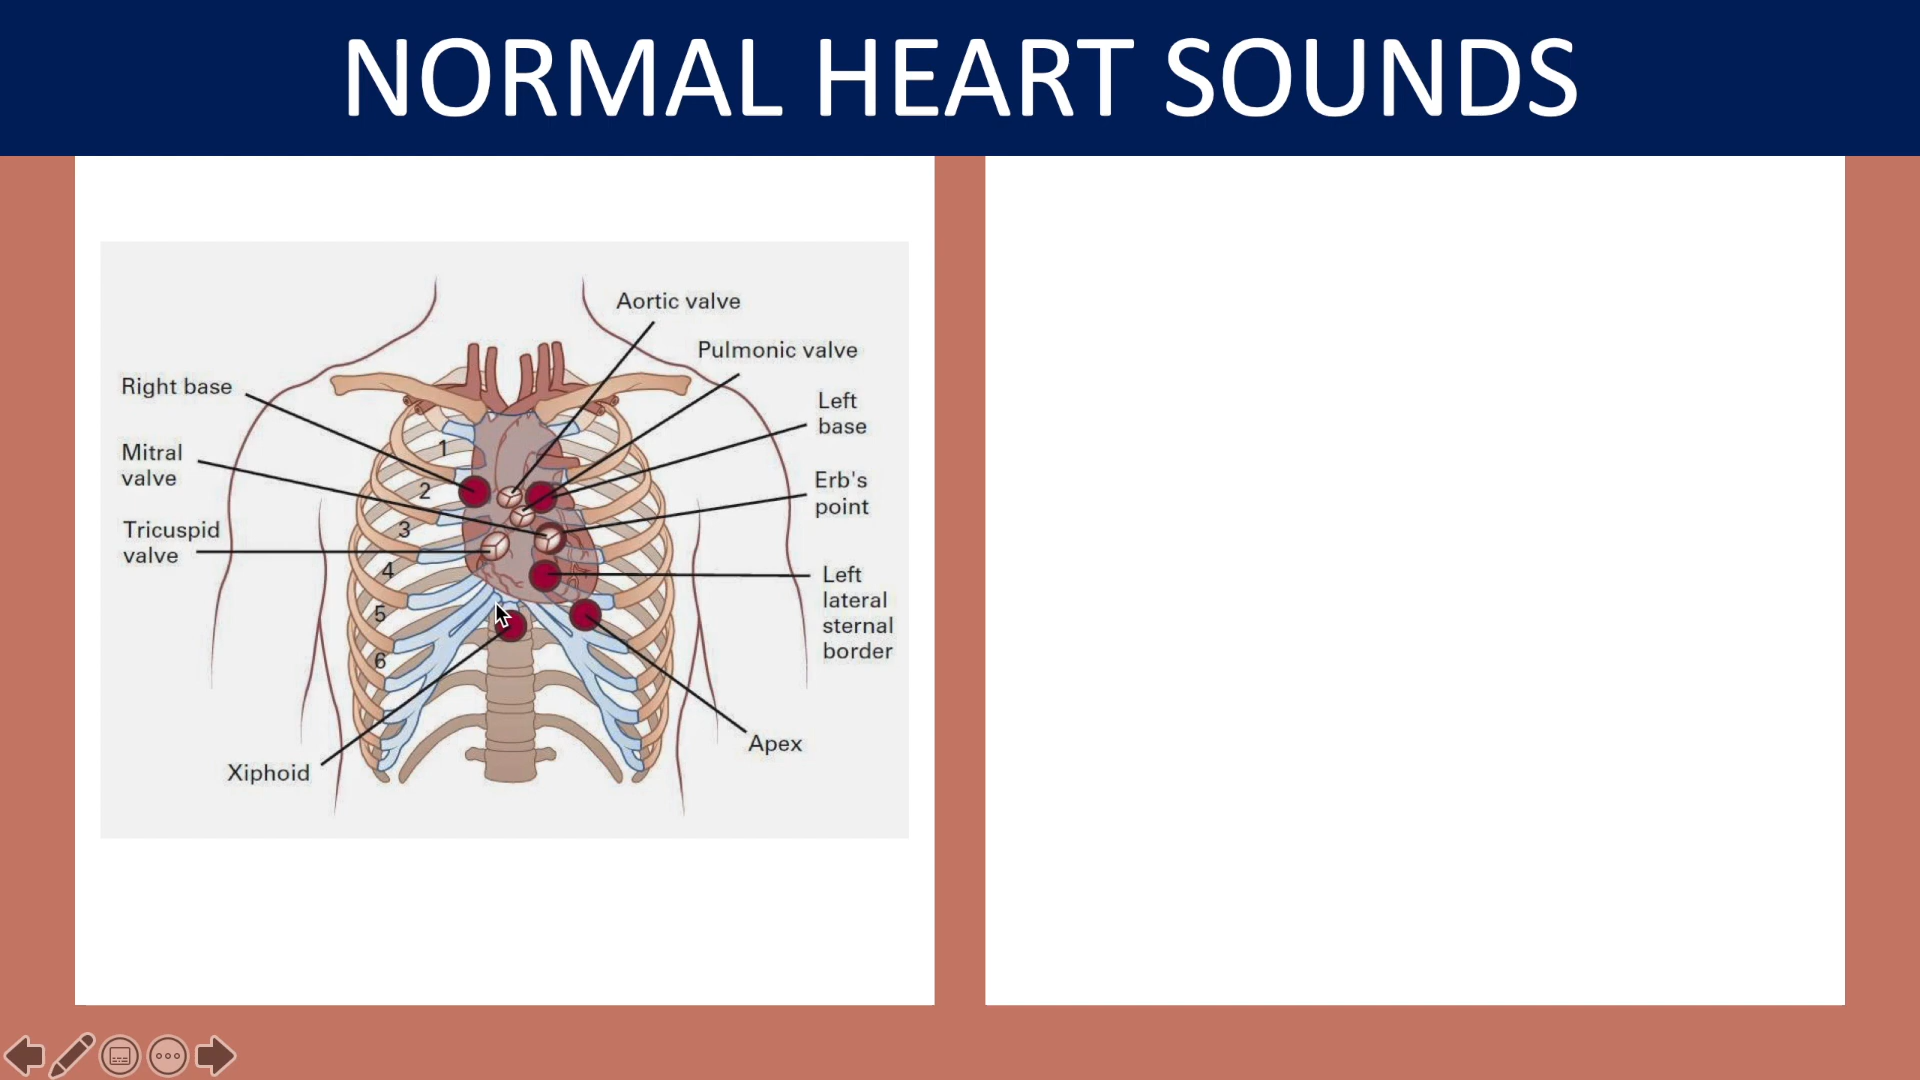 NORMAL HEART SOUNDS
Aortic valve
Pulmonic valve
Right base
Left
base
Mitral
valve
Erb's
point
Tricuspid
valve
1
2
3
4
5
6
Left
lateral
sternal
border
Apex
Xiphoid